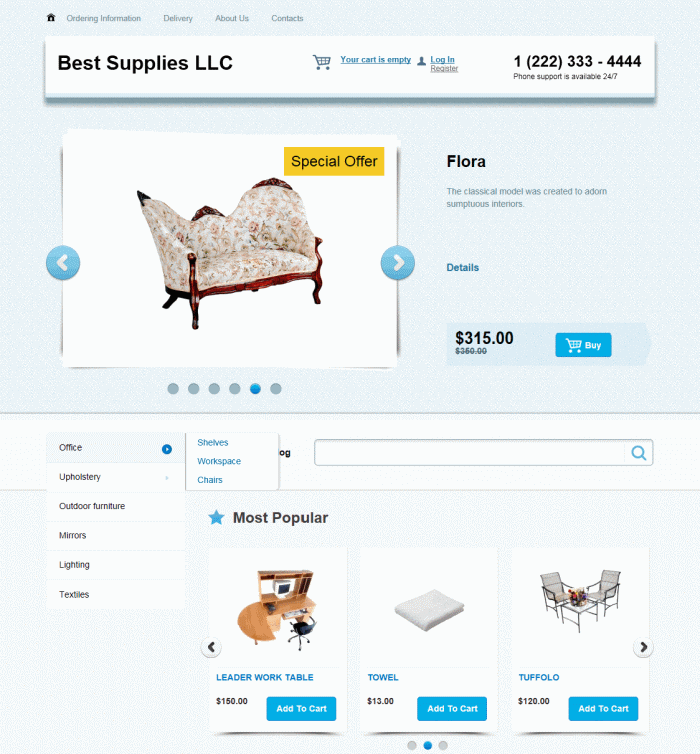 Ordering Information Delivery About Us Contacts
Best Supplies LLC
Your cart is empty
Log In
Register
1 (222) 333 - 4444
Phone support is available 24/7
Special Offer
Flora
The classical model was created to adorn
sumptuous interiors.
Details
$315.00
$350.00
Buy
Office
Upholstery
Outdoor furniture
Mirrors
Lighting
Textiles
Shelves
Workspace
Chairs
og
Most Popular
LEADER WORK TABLE
$150.00
Add To Cart
TOWEL
$13.00
Add To Cart
TUFFOLO
$120.00
Add To Cart